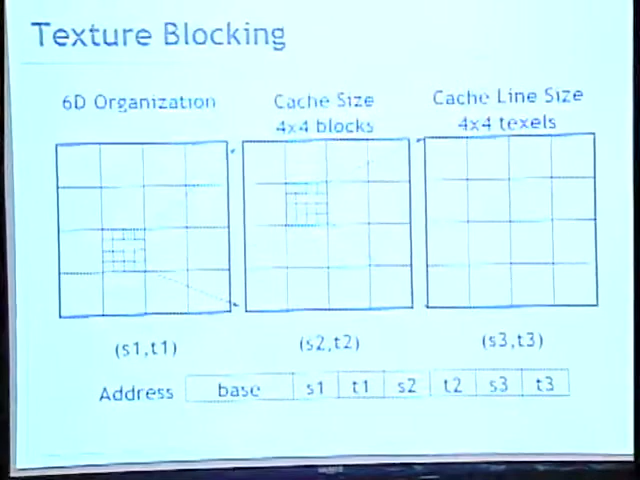 Texture Blocking
6D Organization
Cache Size
4x4 blocks
Cache Line Size
4x4 texels
(s1,t1)
(s2,t2)
(s3,t3)
Address base s1 t1 s2 t2 s3 t3